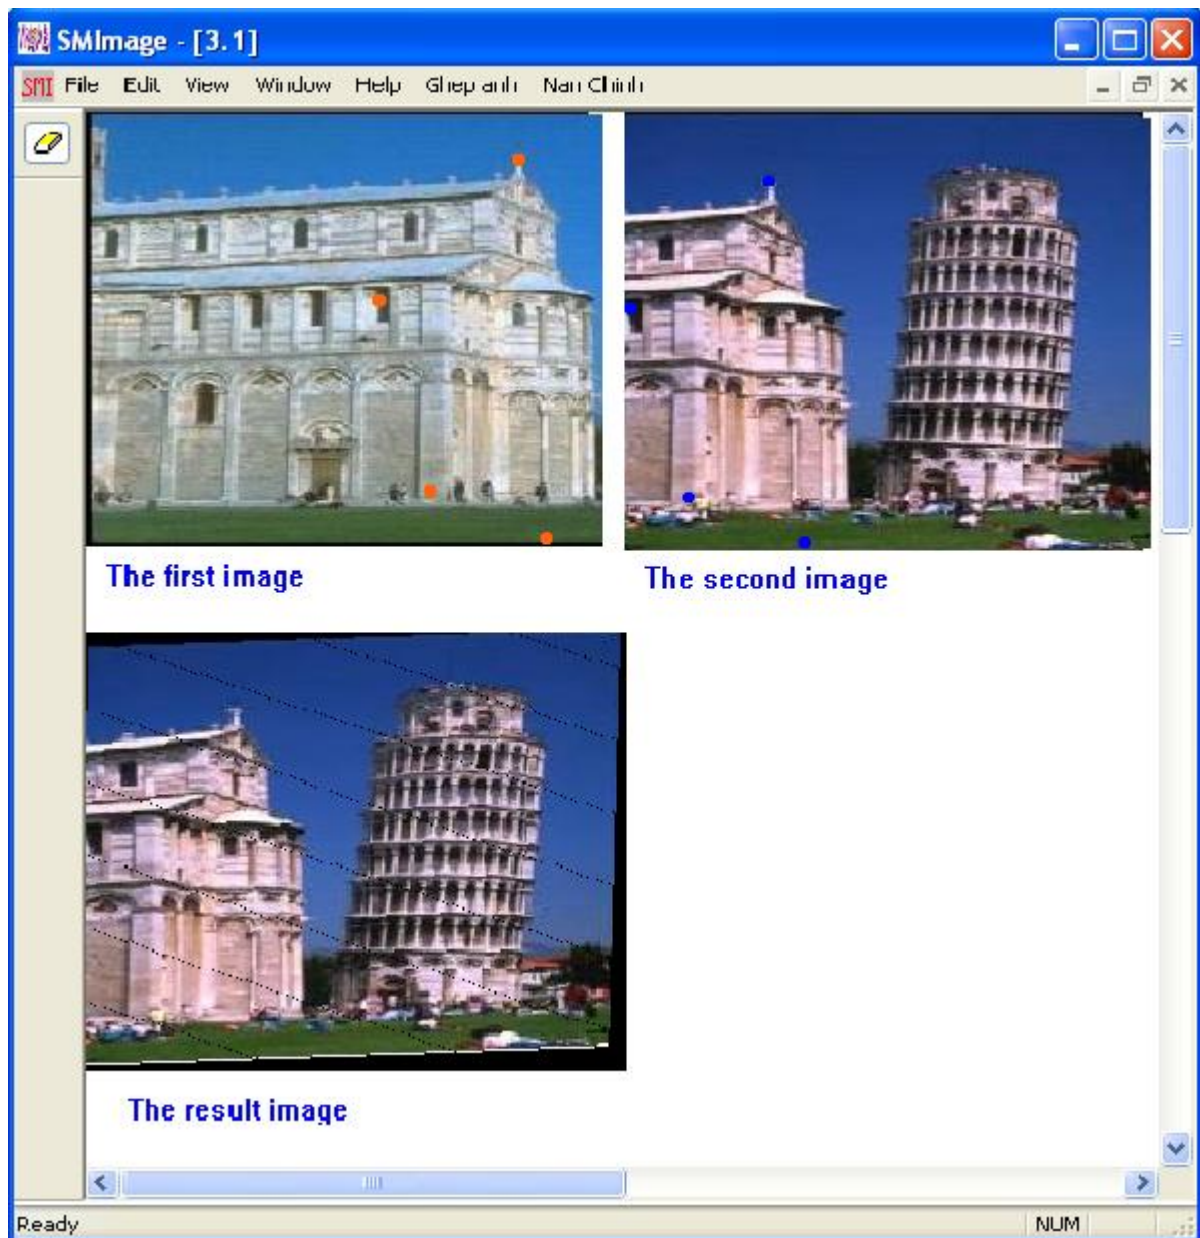 SMImage - [3.1]
SMI File Edit View Window Help Ghep anh Nan Chinh
The first image
The second image
The result image
Ready NUM